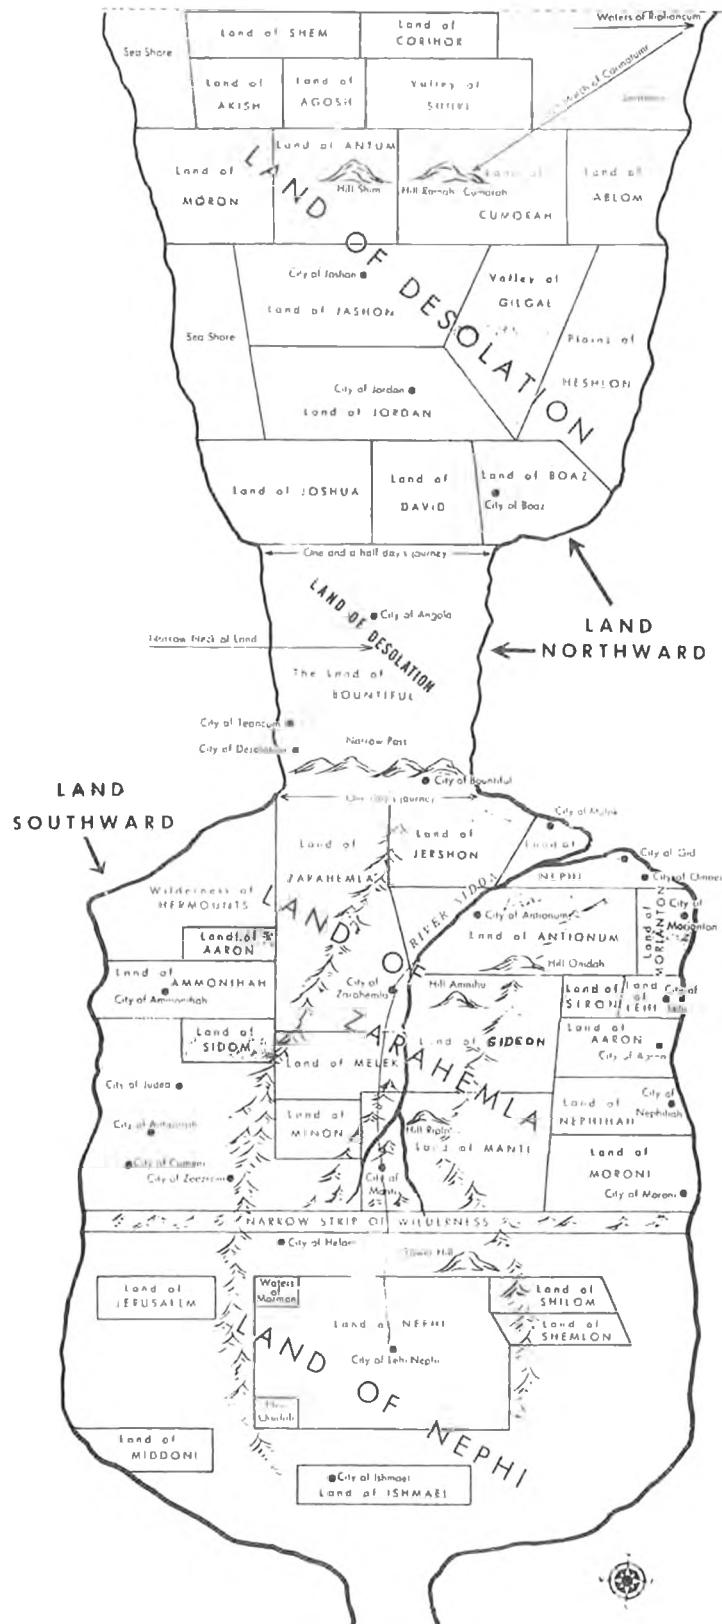 Waters of Ripliancum
Land of SHEM
Land of
CORIHOR
Sea Shore
Land of
AKISH
Land of
AGOSH
Valley of
March of Coriantumr
Land of
MORON
Land of ANTUM
Hill Shim
Hill Ramah-Cumorah
Land of
CUMORAH
Land of
ABLOM
LAND OF DESOLATION
City of Jashon
Land of JASHON
Valley of
GILGAL
Sea Shore
Plains of
HESHLON
City of Jordan
Land of JORDAN
Land of JOSHUA
Land of
DAVID
Land of BOAZ
City of Boaz
One and a half day's journey
LAND OF DESOLATION
City of Angola
LAND
NORTHWARD
Narrow Neck of Land
The Land of
BOUNTIFUL
City of Teancum
City of Desolation
Narrow Pass
City of Bountiful
LAND
SOUTHWARD
One day's journey
City of Mulek
Land of
ZARAHEMLA
Land of
JERSHON
Land of
NEPHI
City of Gid
City of Omner
Wilderness of
HERMOUNTS
RIVER SIDON
City of Antionum
Land of ANTIONUM
Land of
MORIANTON
City of
Morianton
Land of
AARON
Hill Onidah
Land of
AMMONIHAH
City of Ammonihah
City of
Zarahemla
Hill Amnihu
Land of
Land of
LEHI
City of
LAND OF ZARAHEMLA
Land of
SIDOM
Land of
GIDEON
Land of
AARON
City of Aaron
Land of MELEK
City of Judea
Land of
MINON
Land of
NEPHIHAH
City of
Nephihah
City of Antiparah
Hill Riplah
Land of MANTI
City of Cumeni
City of Zeezrom
City of
Manti
Land of
MORONI
City of Moroni
NARROW STRIP OF WILDERNESS
City of Helam
Land of
JERUSALEM
Waters
of
Mormon
Land of NEPHI
Land of
SHILOM
Land of
SHEMLON
City of Lehi-Nephi
LAND OF NEPHI
Land of
MIDDONI
City of Ishmael
Land of ISHMAEL